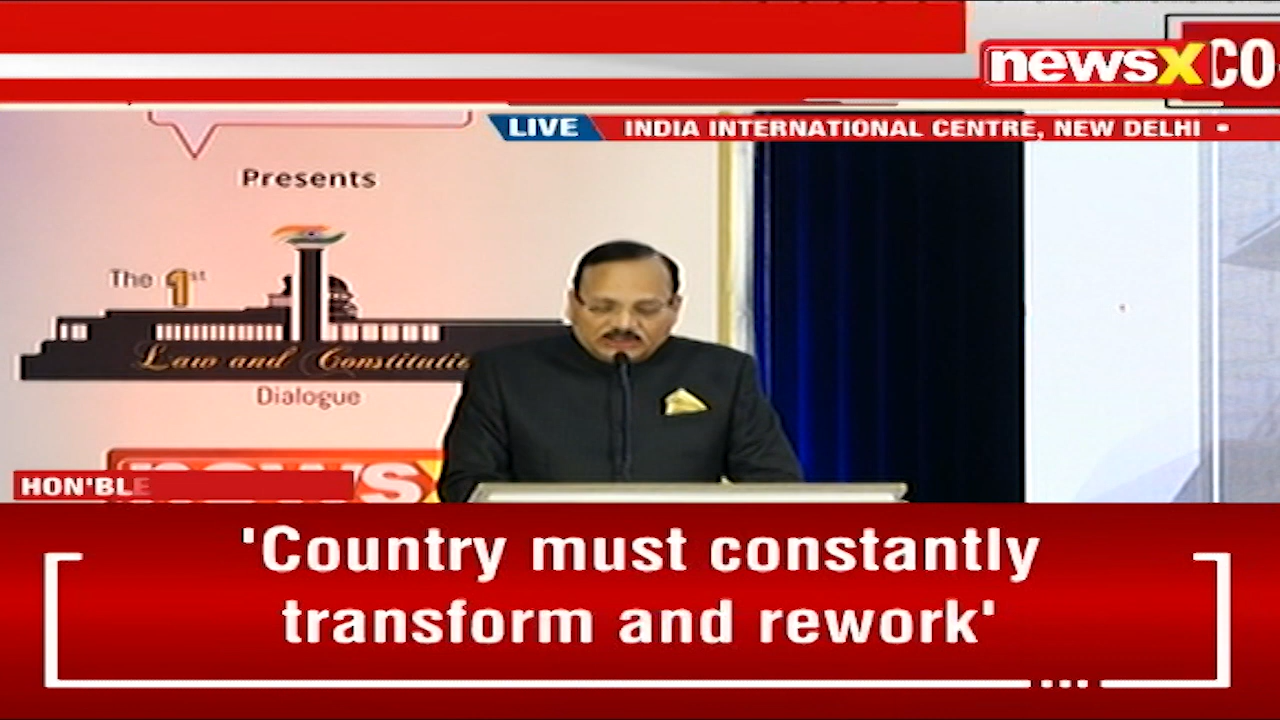 newsX
CO
LIVE
INDIA INTERNATIONAL CENTRE, NEW DELHI
Presents
The 1st
Law and
Dialogue
HON'BLE
'Country must constantly
transform and rework'